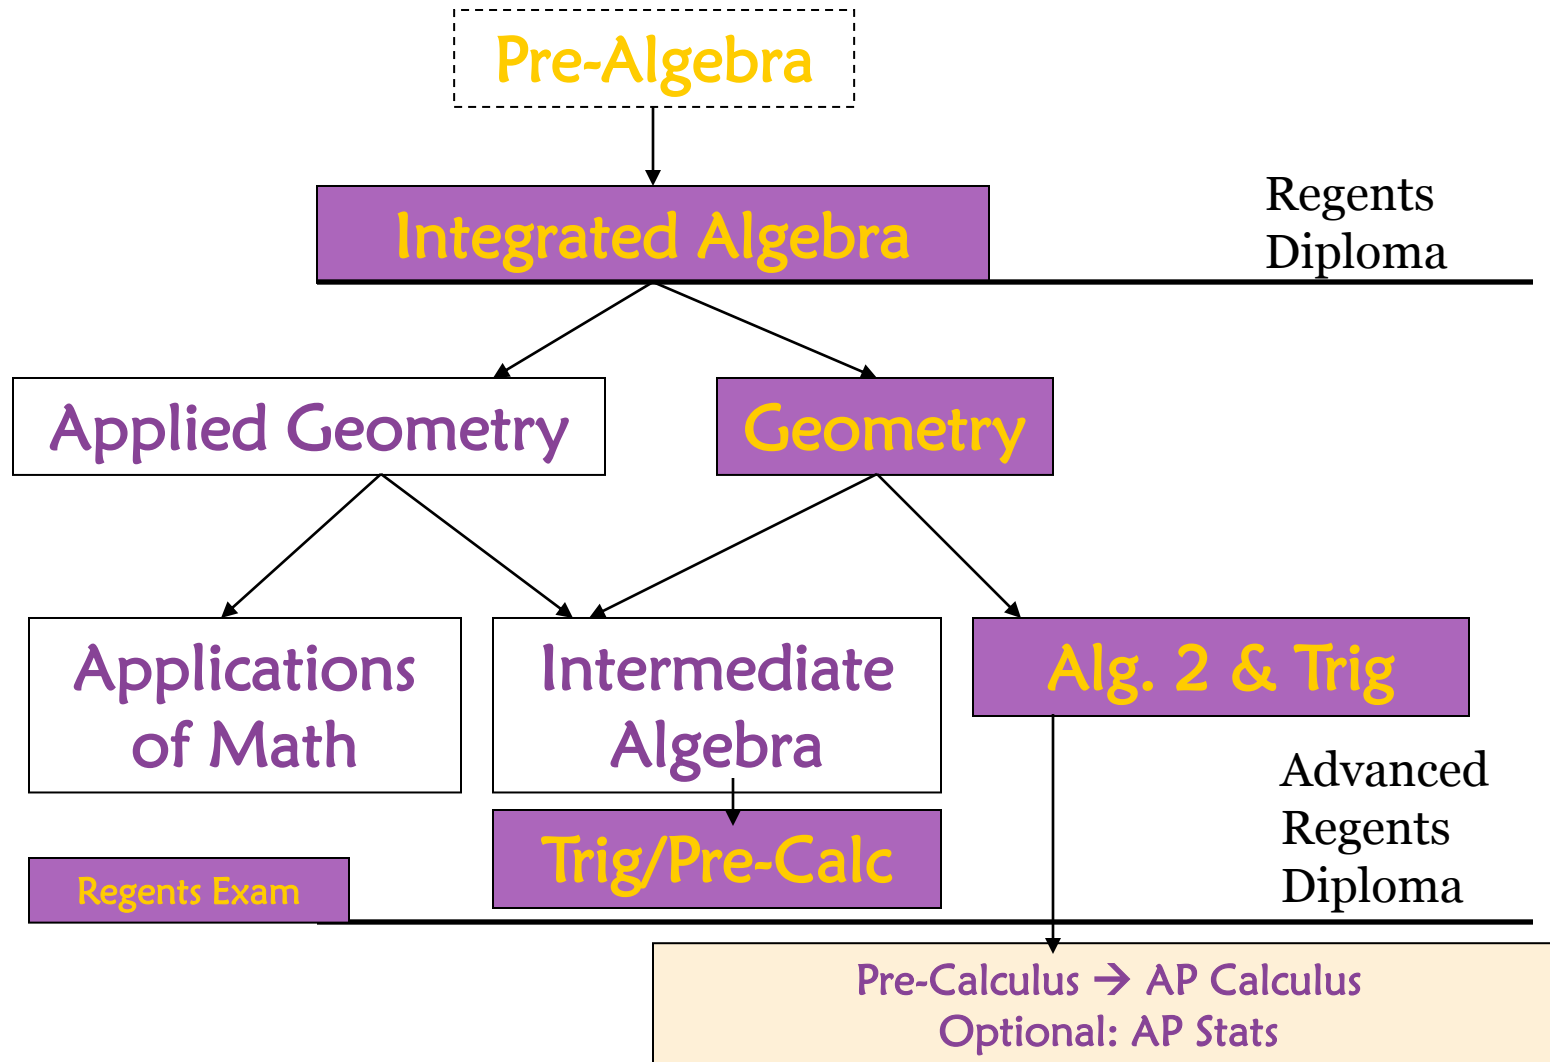 Pre-Algebra
Integrated Algebra
Regents
Diploma
Applied Geometry
Geometry
Applications
of Math
Intermediate
Algebra
Alg. 2 & Trig
Advanced
Regents
Diploma
Trig/Pre-Calc
Regents Exam
Pre-Calculus → AP Calculus
Optional: AP Stats